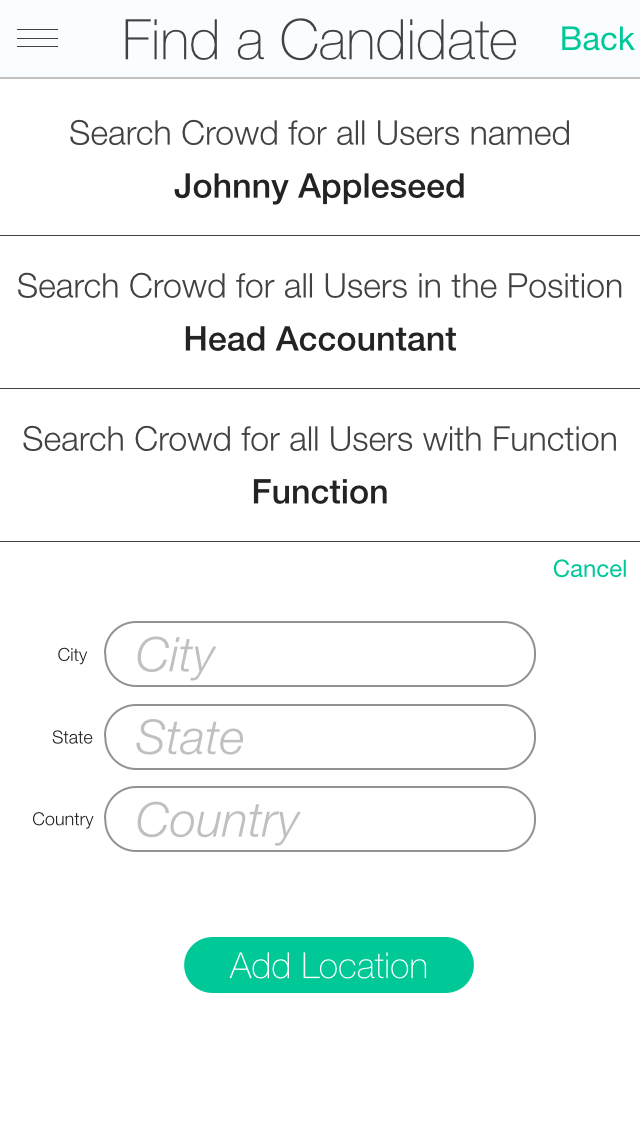 Find a Candidate Back
Search Crowd for all Users named
Johnny Appleseed
Search Crowd for all Users in the Position
Head Accountant
Search Crowd for all Users with Function
Function
Cancel
City City
State State
Country Country
Add Location